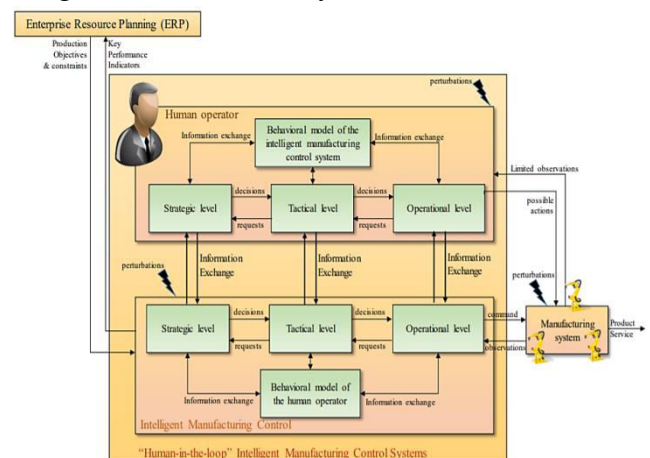 Enterprise Resource Planning (ERP)
Production
Objectives
& constraints
Key
Performance
Indicators
perturbations
Human operator
Behavioral model of the
intelligent manufacturing
control system
Information exchange
Information exchange
Limited observations
decisions
decisions
Strategic level
Tactical level
Operational level
requests
requests
possible
actions
Information
Exchange
Information
Exchange
Information
Exchange
perturbations
perturbations
decisions
decisions
command
Strategic level
Tactical level
Operational level
Manufacturing
system
Product
Service
requests
requests
observations
Behavioral model of
the human operator
Information exchange
Information exchange
Intelligent Manufacturing Control
“Human-in-the-loop” Intelligent Manufacturing Control Systems